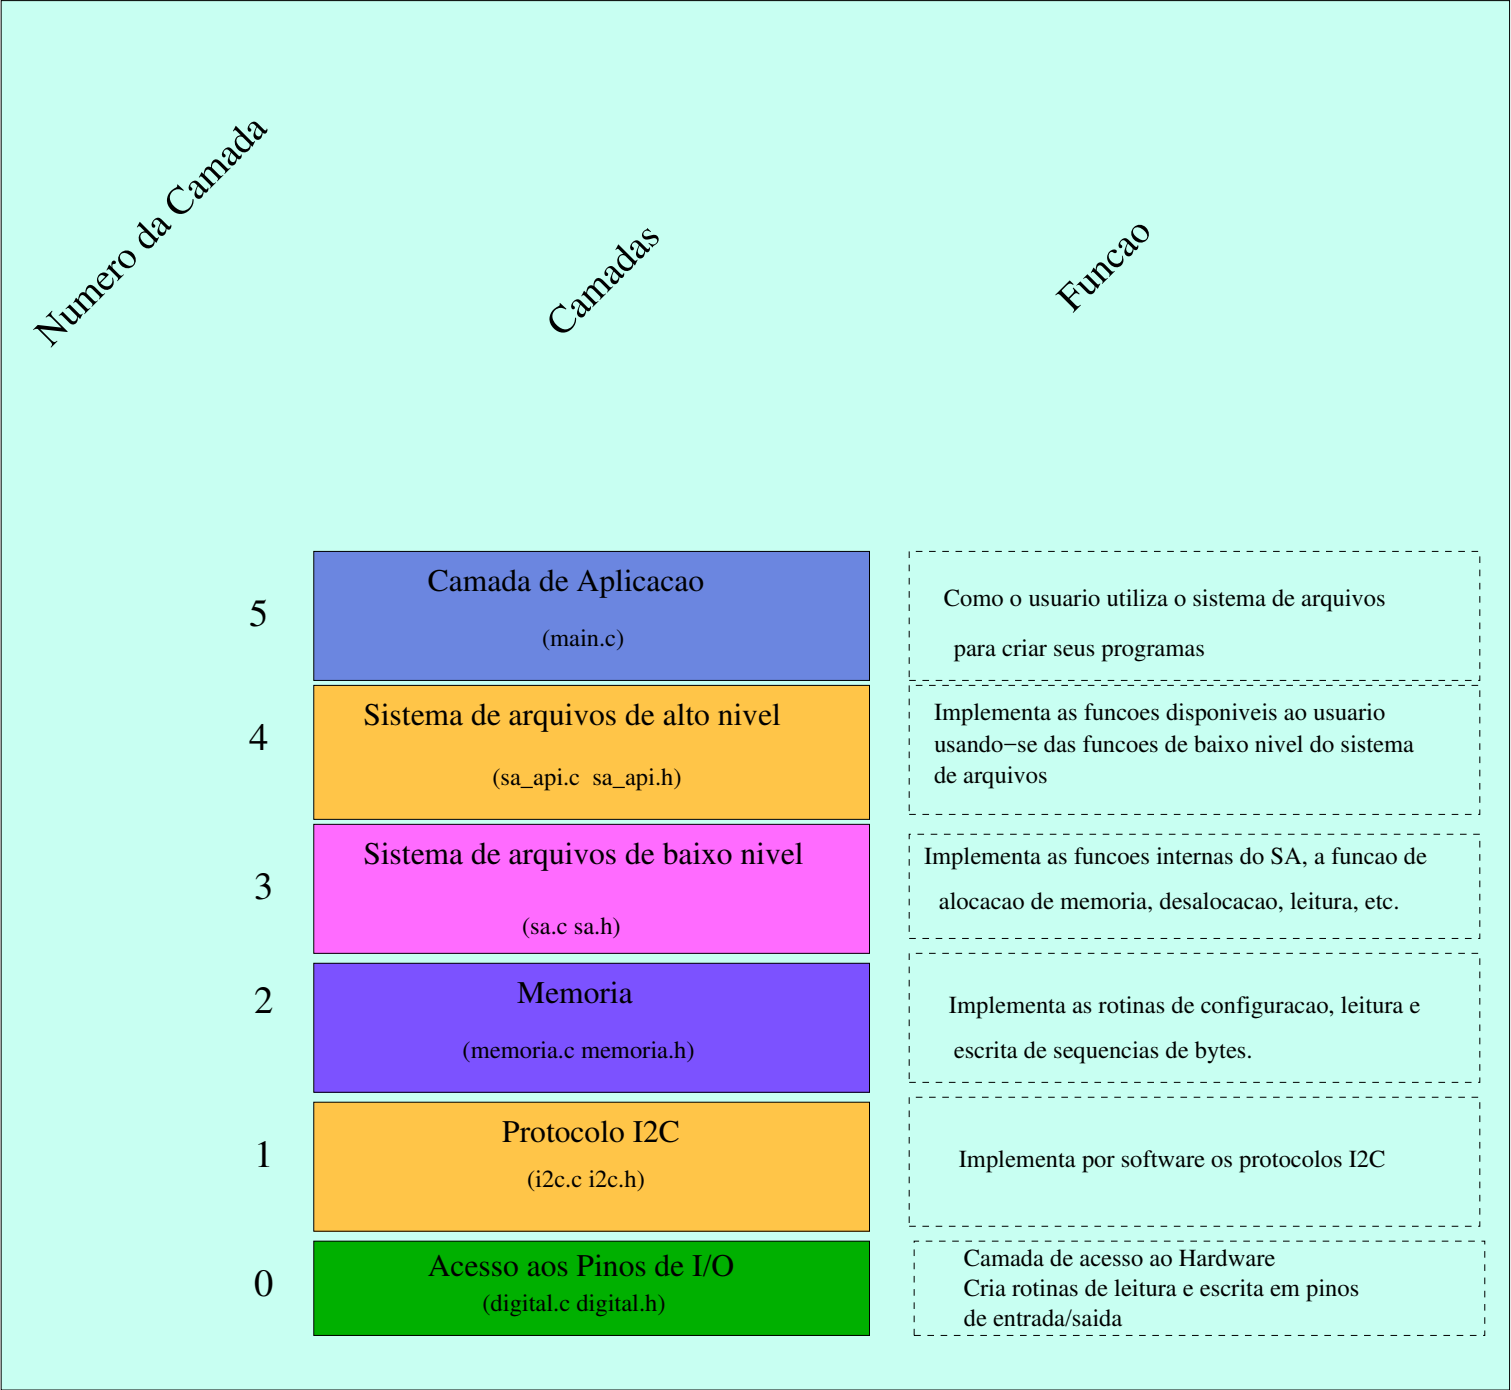 Numero da Camada
Camadas
Funcao
5
Camada de Aplicacao
(main.c)
Como o usuario utiliza o sistema de arquivos
para criar seus programas
4
Sistema de arquivos de alto nivel
(sa_api.c  sa_api.h)
Implementa as funcoes disponiveis ao usuario
usando−se das funcoes de baixo nivel do sistema
de arquivos
3
Sistema de arquivos de baixo nivel
(sa.c sa.h)
Implementa as funcoes internas do SA, a funcao de
alocacao de memoria, desalocacao, leitura, etc.
2
Memoria
(memoria.c memoria.h)
Implementa as rotinas de configuracao, leitura e
escrita de sequencias de bytes.
1
Protocolo I2C
(i2c.c i2c.h)
Implementa por software os protocolos I2C
0
Acesso aos Pinos de I/O
(digital.c digital.h)
Camada de acesso ao Hardware
Cria rotinas de leitura e escrita em pinos
de entrada/saida